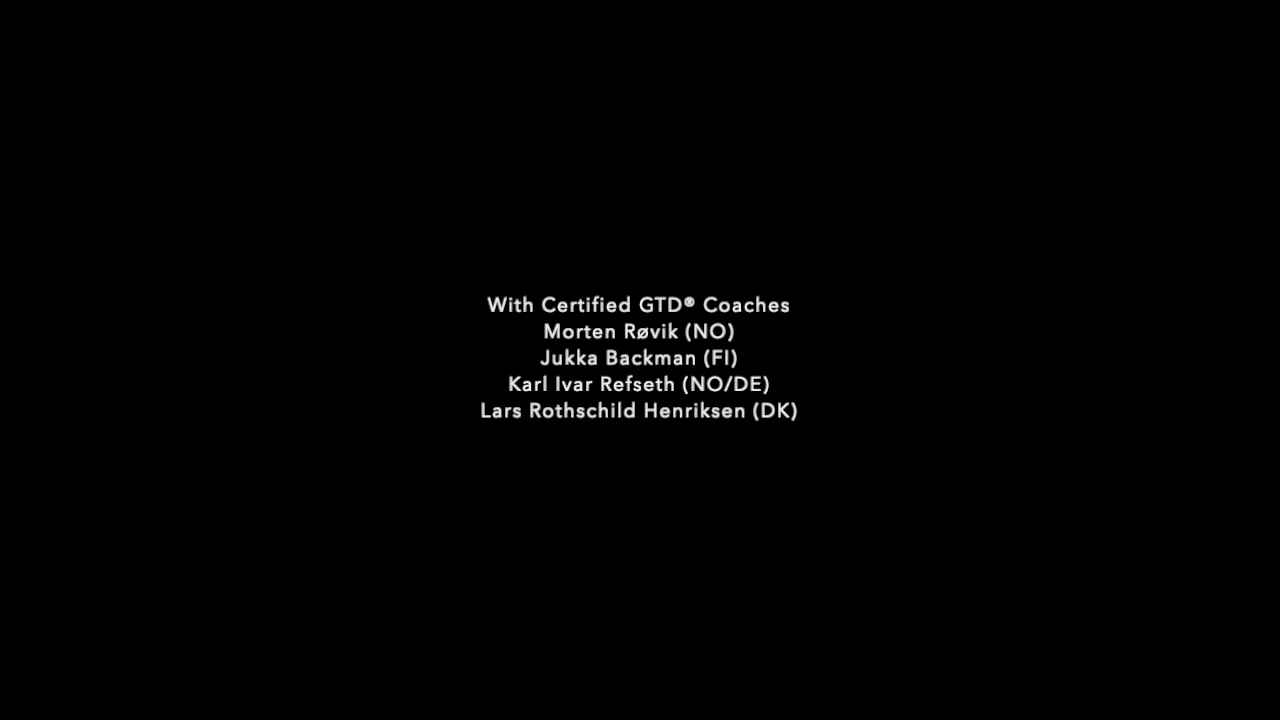 With Certified GTD® Coaches
Morten Røvik (NO)
Jukka Backman (FI)
Karl Ivar Refseth (NO/DE)
Lars Rothschild Henriksen (DK)